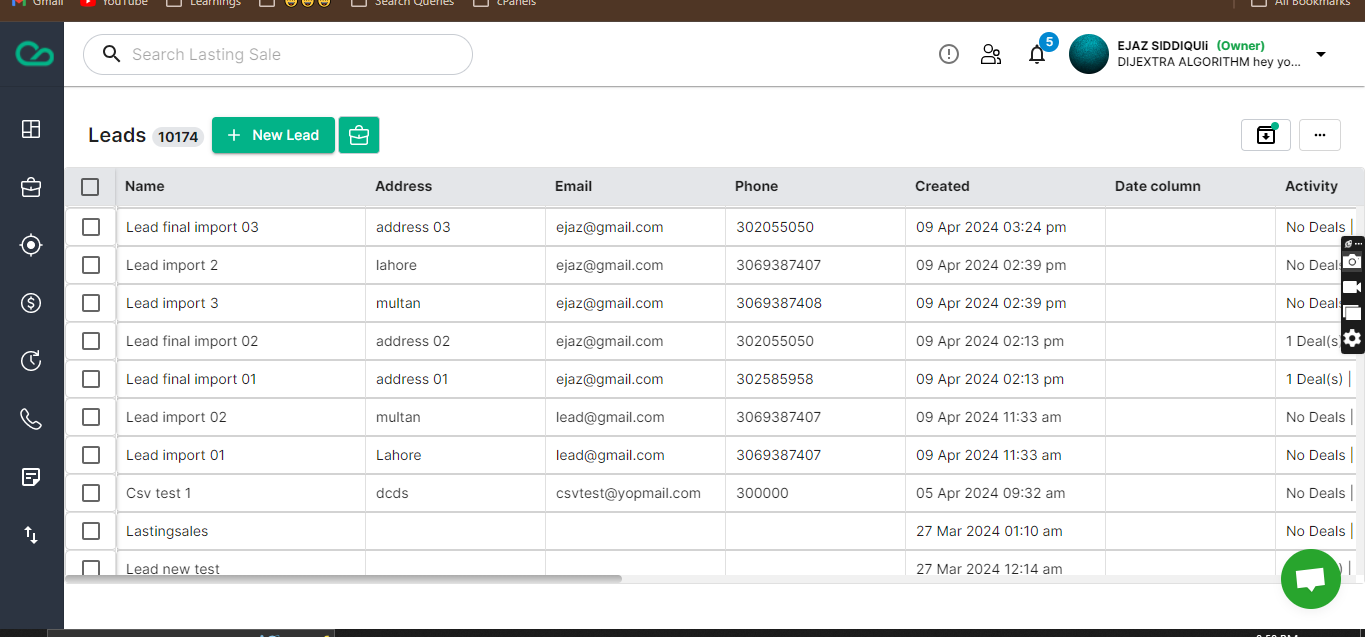 Gmail YouTube Learnings Search Queries cPanels All Bookmarks
Search Lasting Sale
5
EJAZ SIDDIQUIi (Owner)
DIJEXTRA ALGORITHM hey yo...
Leads 10174 + New Lead
Name Address Email Phone Created Date column Activity
Lead final import 03 address 03 ejaz@gmail.com 302055050 09 Apr 2024 03:24 pm No Deals |
Lead import 2 lahore ejaz@gmail.com 3069387407 09 Apr 2024 02:39 pm No Deals
Lead import 3 multan ejaz@gmail.com 3069387408 09 Apr 2024 02:39 pm No Deals
Lead final import 02 address 02 ejaz@gmail.com 302055050 09 Apr 2024 02:13 pm 1 Deal(s)
Lead final import 01 address 01 ejaz@gmail.com 302585958 09 Apr 2024 02:13 pm 1 Deal(s) |
Lead import 02 multan lead@gmail.com 3069387407 09 Apr 2024 11:33 am No Deals |
Lead import 01 Lahore lead@gmail.com 3069387407 09 Apr 2024 11:33 am No Deals |
Csv test 1 dcds csvtest@yopmail.com 300000 05 Apr 2024 09:32 am No Deals |
Lastingsales 27 Mar 2024 01:10 am No Deals |
Lead new test 27 Mar 2024 12:14 am